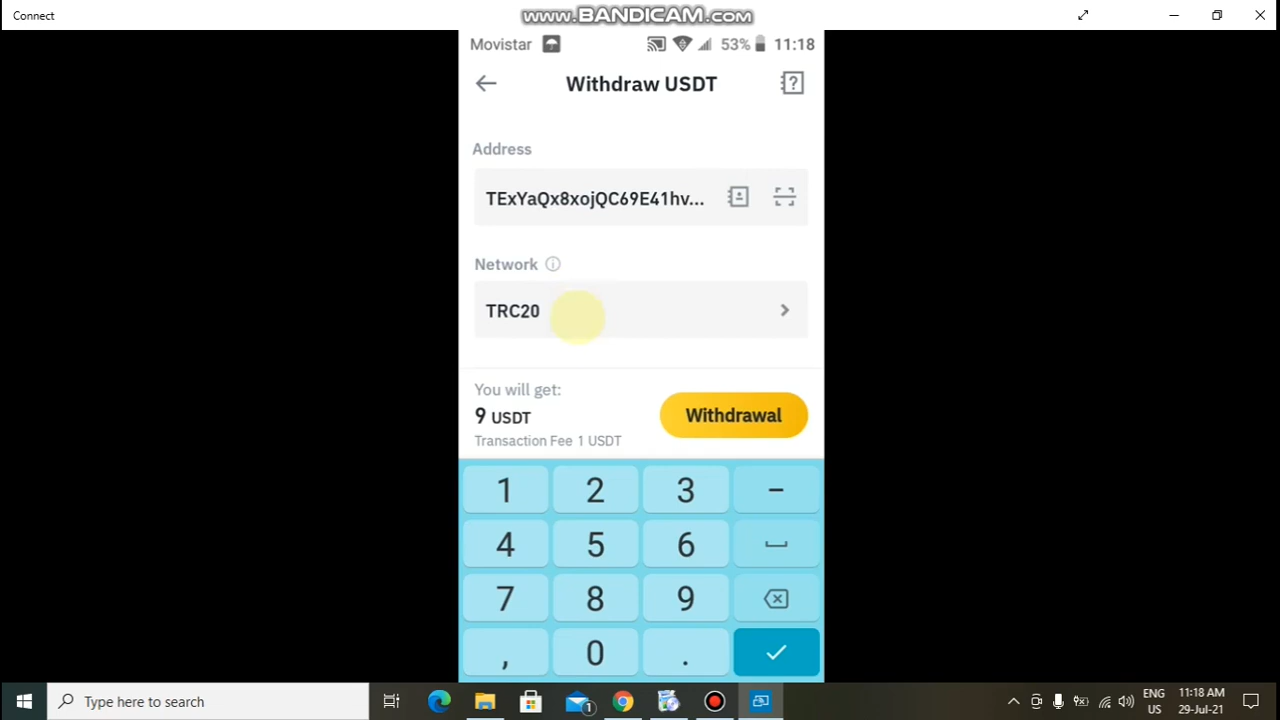 Connect
www.BANDICAM.com
Movistar 53% 11:18
Withdraw USDT
Address
TExYaQx8xojQC69E41hv...
Network
TRC20
You will get:
9 USDT
Withdrawal
Transaction Fee 1 USDT
1 2 3 –
4 5 6
7 8 9
, 0 .
Type here to search
1
ENG
US
11:18 AM
29-Jul-21